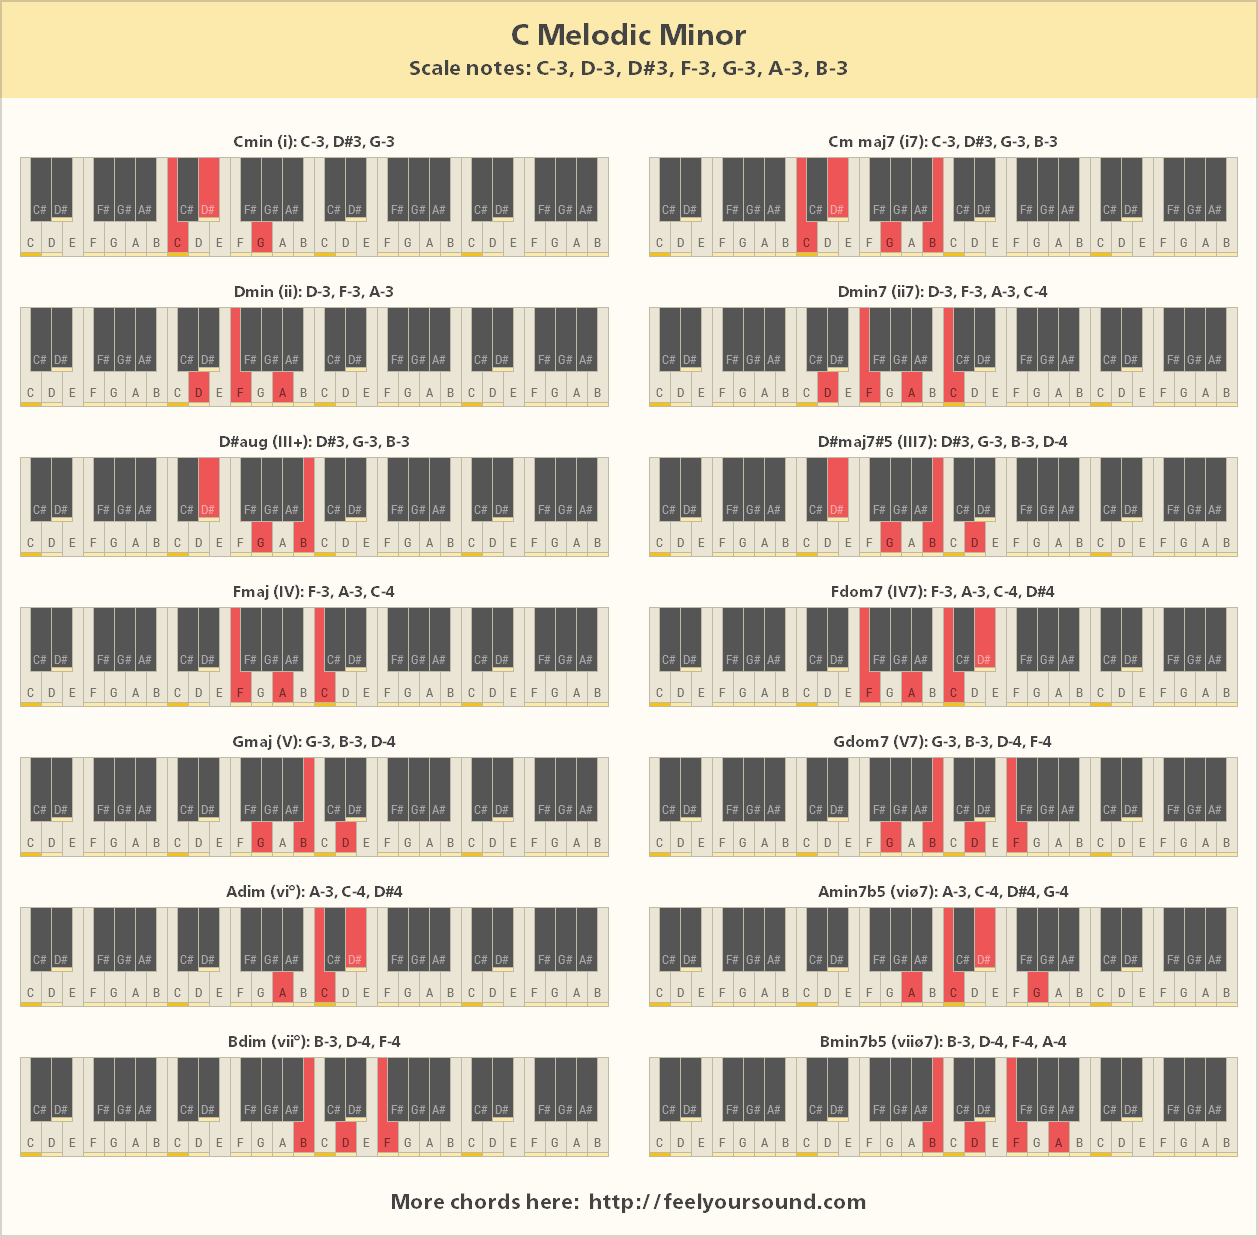 C Melodic Minor
Scale notes: C-3, D-3, D#3, F-3, G-3, A-3, B-3
Cmin (i): C-3, D#3, G-3
C# D# F# G# A# C# D# F# G# A# C# D# F# G# A# C# D# F# G# A#
C D E F G A B C D E F G A B C D E F G A B C D E F G A B
Cm maj7 (i7): C-3, D#3, G-3, B-3
C# D# F# G# A# C# D# F# G# A# C# D# F# G# A# C# D# F# G# A#
C D E F G A B C D E F G A B C D E F G A B C D E F G A B
Dmin (ii): D-3, F-3, A-3
C# D# F# G# A# C# D# F# G# A# C# D# F# G# A# C# D# F# G# A#
C D E F G A B C D E F G A B C D E F G A B C D E F G A B
Dmin7 (ii7): D-3, F-3, A-3, C-4
C# D# F# G# A# C# D# F# G# A# C# D# F# G# A# C# D# F# G# A#
C D E F G A B C D E F G A B C D E F G A B C D E F G A B
D#aug (III+): D#3, G-3, B-3
C# D# F# G# A# C# D# F# G# A# C# D# F# G# A# C# D# F# G# A#
C D E F G A B C D E F G A B C D E F G A B C D E F G A B
D#maj7#5 (III7): D#3, G-3, B-3, D-4
C# D# F# G# A# C# D# F# G# A# C# D# F# G# A# C# D# F# G# A#
C D E F G A B C D E F G A B C D E F G A B C D E F G A B
Fmaj (IV): F-3, A-3, C-4
C# D# F# G# A# C# D# F# G# A# C# D# F# G# A# C# D# F# G# A#
C D E F G A B C D E F G A B C D E F G A B C D E F G A B
Fdom7 (IV7): F-3, A-3, C-4, D#4
C# D# F# G# A# C# D# F# G# A# C# D# F# G# A# C# D# F# G# A#
C D E F G A B C D E F G A B C D E F G A B C D E F G A B
Gmaj (V): G-3, B-3, D-4
C# D# F# G# A# C# D# F# G# A# C# D# F# G# A# C# D# F# G# A#
C D E F G A B C D E F G A B C D E F G A B C D E F G A B
Gdom7 (V7): G-3, B-3, D-4, F-4
C# D# F# G# A# C# D# F# G# A# C# D# F# G# A# C# D# F# G# A#
C D E F G A B C D E F G A B C D E F G A B C D E F G A B
Adim (vi°): A-3, C-4, D#4
C# D# F# G# A# C# D# F# G# A# C# D# F# G# A# C# D# F# G# A#
C D E F G A B C D E F G A B C D E F G A B C D E F G A B
Amin7b5 (viø7): A-3, C-4, D#4, G-4
C# D# F# G# A# C# D# F# G# A# C# D# F# G# A# C# D# F# G# A#
C D E F G A B C D E F G A B C D E F G A B C D E F G A B
Bdim (vii°): B-3, D-4, F-4
C# D# F# G# A# C# D# F# G# A# C# D# F# G# A# C# D# F# G# A#
C D E F G A B C D E F G A B C D E F G A B C D E F G A B
Bmin7b5 (viiø7): B-3, D-4, F-4, A-4
C# D# F# G# A# C# D# F# G# A# C# D# F# G# A# C# D# F# G# A#
C D E F G A B C D E F G A B C D E F G A B C D E F G A B
More chords here: http://feelyoursound.com